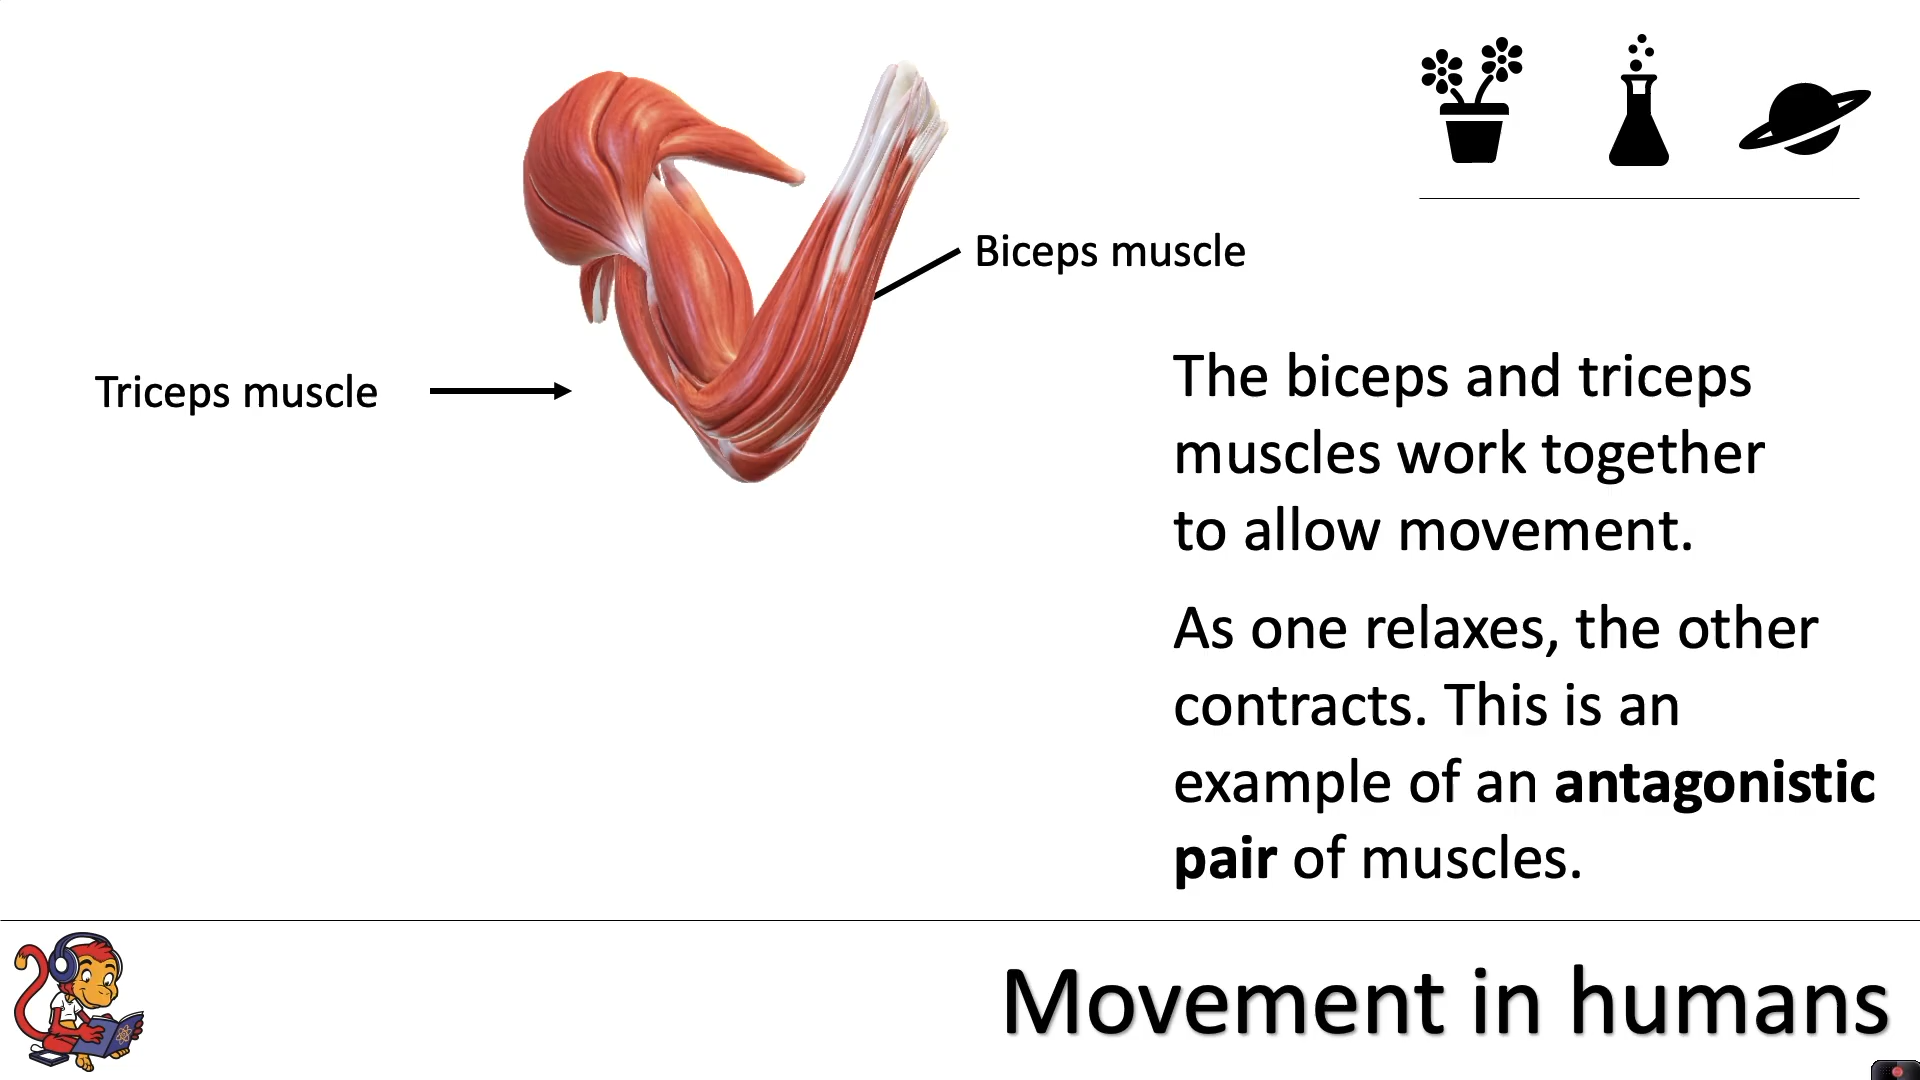 Biceps muscle
Triceps muscle
The biceps and triceps
muscles work together
to allow movement.
As one relaxes, the other
contracts. This is an
example of an antagonistic
pair of muscles.
Movement in humans